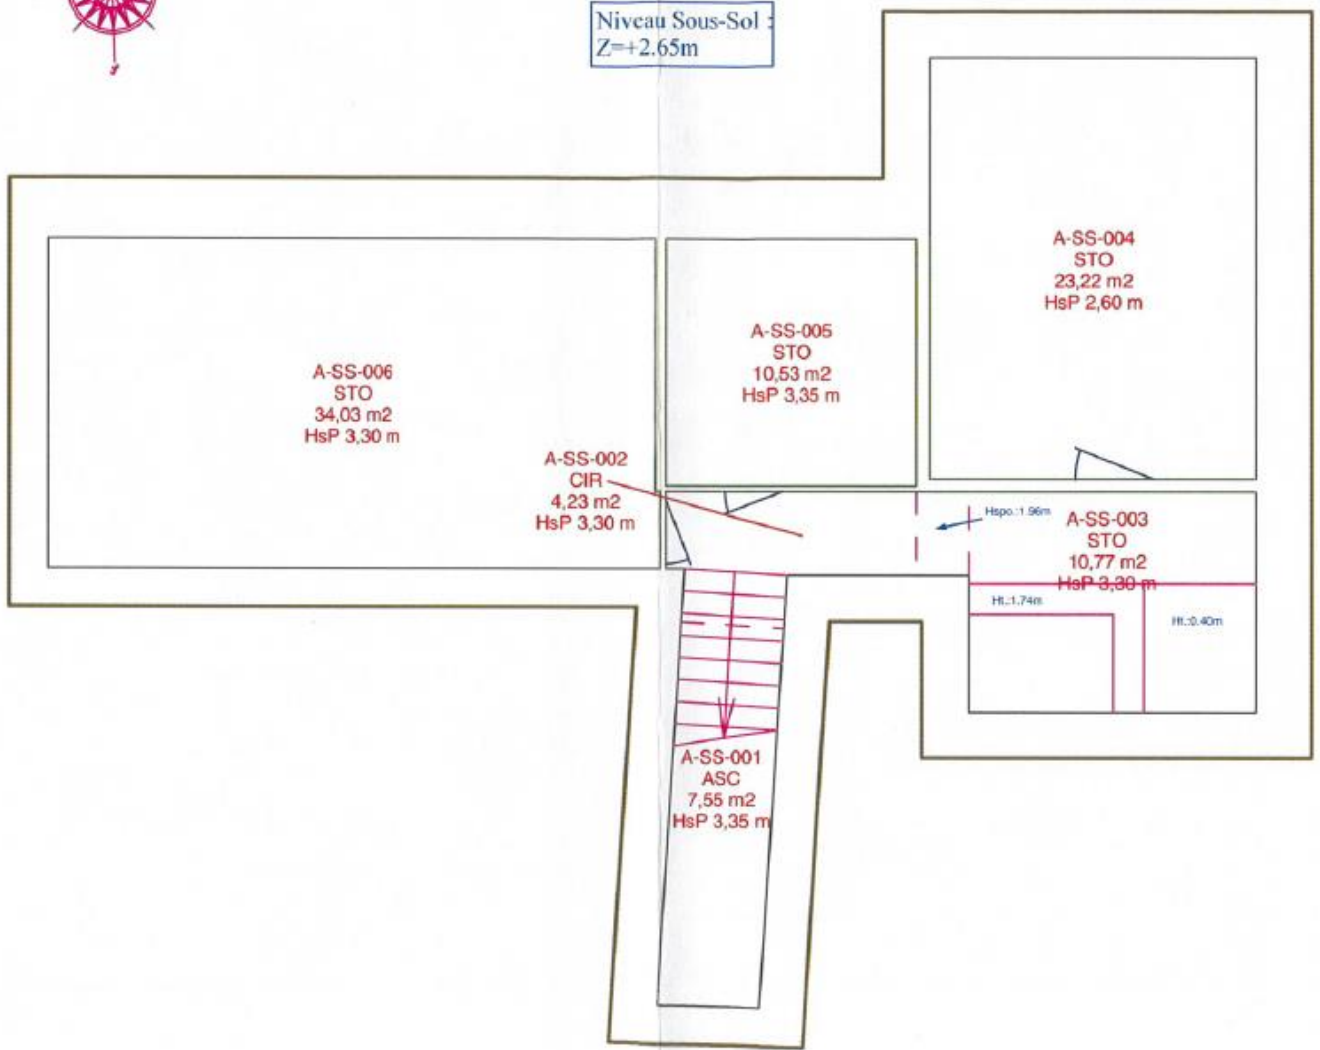 Niveau Sous-Sol :
Z=+2.65m
A-SS-004
STO
23,22 m2
HsP 2,60 m
A-SS-005
STO
10,53 m2
HsP 3,35 m
A-SS-006
STO
34,03 m2
HsP 3,30 m
A-SS-002
CIR
4,23 m2
HsP 3,30 m
Hspo.:1.96m
A-SS-003
STO
10,77 m2
HsP 3,30 m
Ht.:1.74m
Ht.:0.40m
A-SS-001
ASC
7,55 m2
HsP 3,35 m